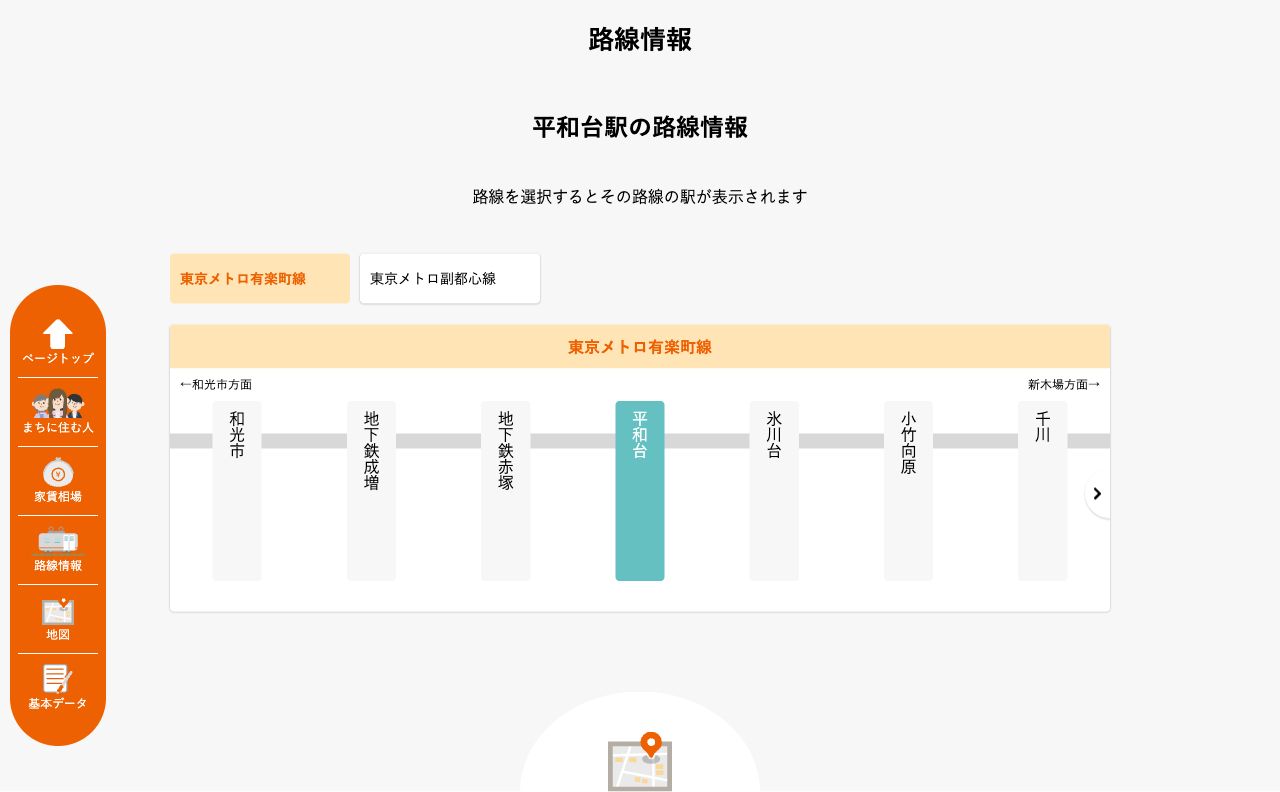 路線情報
平和台駅の路線情報
路線を選択するとその路線の駅が表示されます
東京メトロ有楽町線
東京メトロ副都心線
東京メトロ有楽町線
←和光市方面
新木場方面→
和光市
地下鉄成増
地下鉄赤塚
平和台
氷川台
小竹向原
千川
ページトップ
まちに住む人
¥
家賃相場
路線情報
地図
基本データ